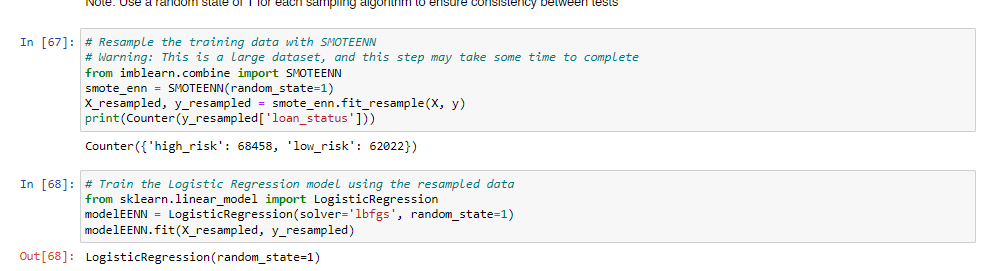 Note: Use a random state of 1 for each sampling algorithm to ensure consistency between tests
In [67]: # Resample the training data with SMOTEENN
# Warning: This is a large dataset, and this step may take some time to complete
from imblearn.combine import SMOTEENN
smote_enn = SMOTEENN(random_state=1)
X_resampled, y_resampled = smote_enn.fit_resample(X, y)
print(Counter(y_resampled['loan_status']))
Counter({'high_risk': 68458, 'low_risk': 62022})
In [68]: # Train the Logistic Regression model using the resampled data
from sklearn.linear_model import LogisticRegression
modelEENN = LogisticRegression(solver='lbfgs', random_state=1)
modelEENN.fit(X_resampled, y_resampled)
Out[68]: LogisticRegression(random_state=1)